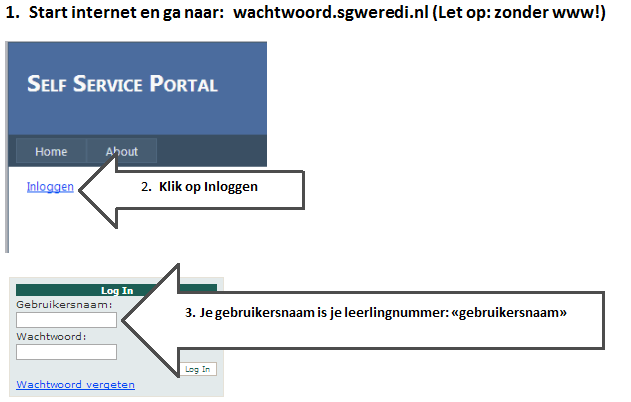 1. Start internet en ga naar: wachtwoord.sgweredi.nl (Let op: zonder www!)
SELF SERVICE PORTAL
Home About
Inloggen
2. Klik op Inloggen
Log In
Gebruikersnaam:
3. Je gebruikersnaam is je leerlingnummer: «gebruikersnaam»
Wachtwoord:
Log In
Wachtwoord vergeten